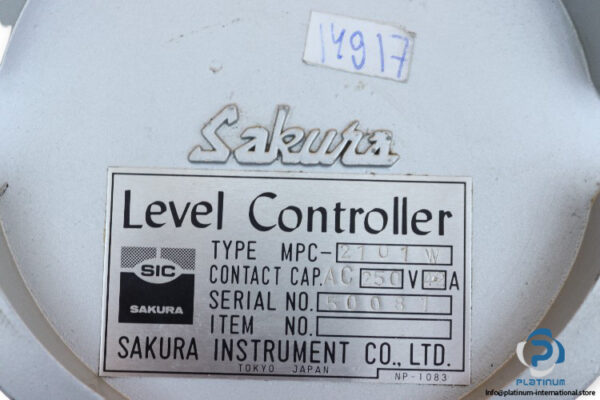 14917
Sakura
Level Controller
TYPE MPC-2101W
CONTACT CAP. AC 250 V A
SERIAL NO.
ITEM NO.
SIC
SAKURA
SAKURA INSTRUMENT CO., LTD.
TOKYO JAPAN
NP-1083
PLATINUM
info@platinum-international.store